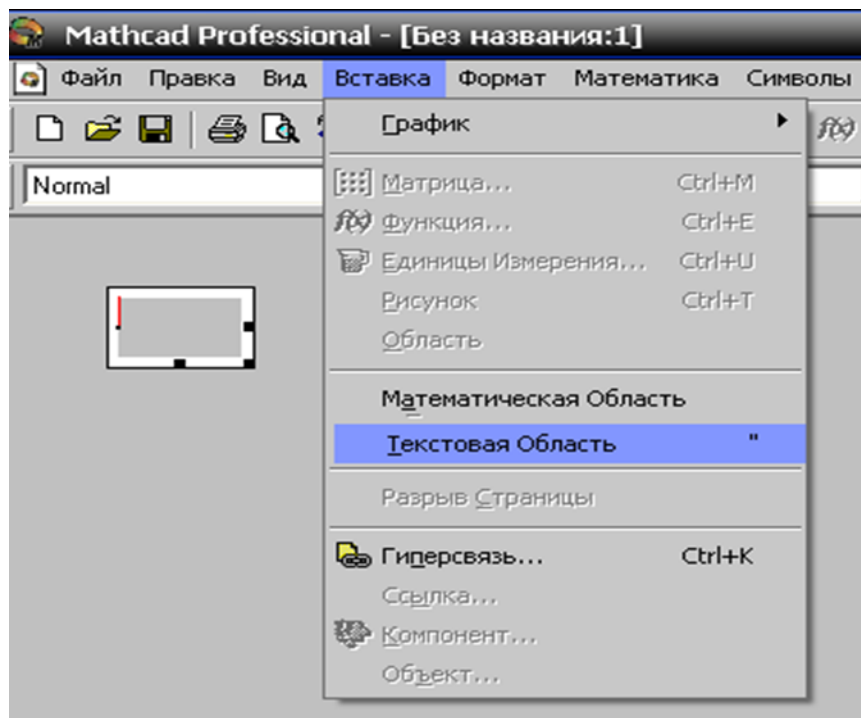 Mathcad Professional - [Без названия:1]
Файл Правка Вид Вставка Формат Математика Символы
f(x)
Normal
График
Матрица... Ctrl+M
f(x) Функция... Ctrl+E
Единицы Измерения... Ctrl+U
Рисунок Ctrl+T
Область
Математическая Область
Текстовая Область "
Разрыв Страницы
Гиперсвязь... Ctrl+K
Ссылка...
Компонент...
Объект...